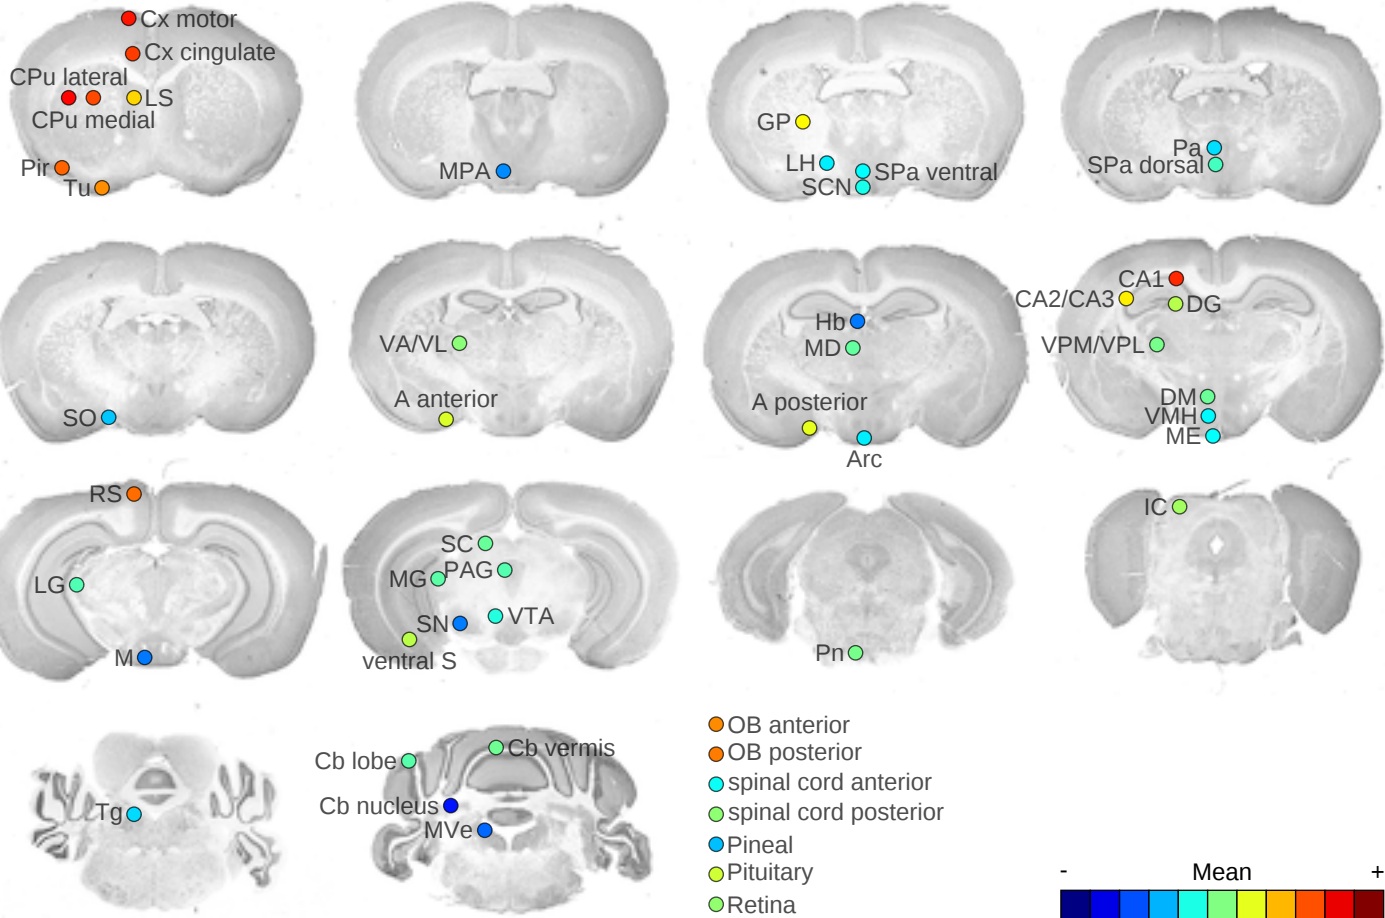 Cx motor
Cx cingulate
CPu lateral
LS
CPu medial
Pir
Tu
MPA
GP
LH
SPa ventral
SCN
Pa
SPa dorsal
SO
VA/VL
A anterior
Hb
MD
A posterior
Arc
CA1
CA2/CA3
DG
VPM/VPL
DM
VMH
ME
RS
LG
M
SC
MG
PAG
SN
VTA
ventral S
Pn
IC
Tg
Cb lobe
Cb vermis
Cb nucleus
MVe
OB anterior
OB posterior
spinal cord anterior
spinal cord posterior
Pineal
Pituitary
Retina
- Mean +